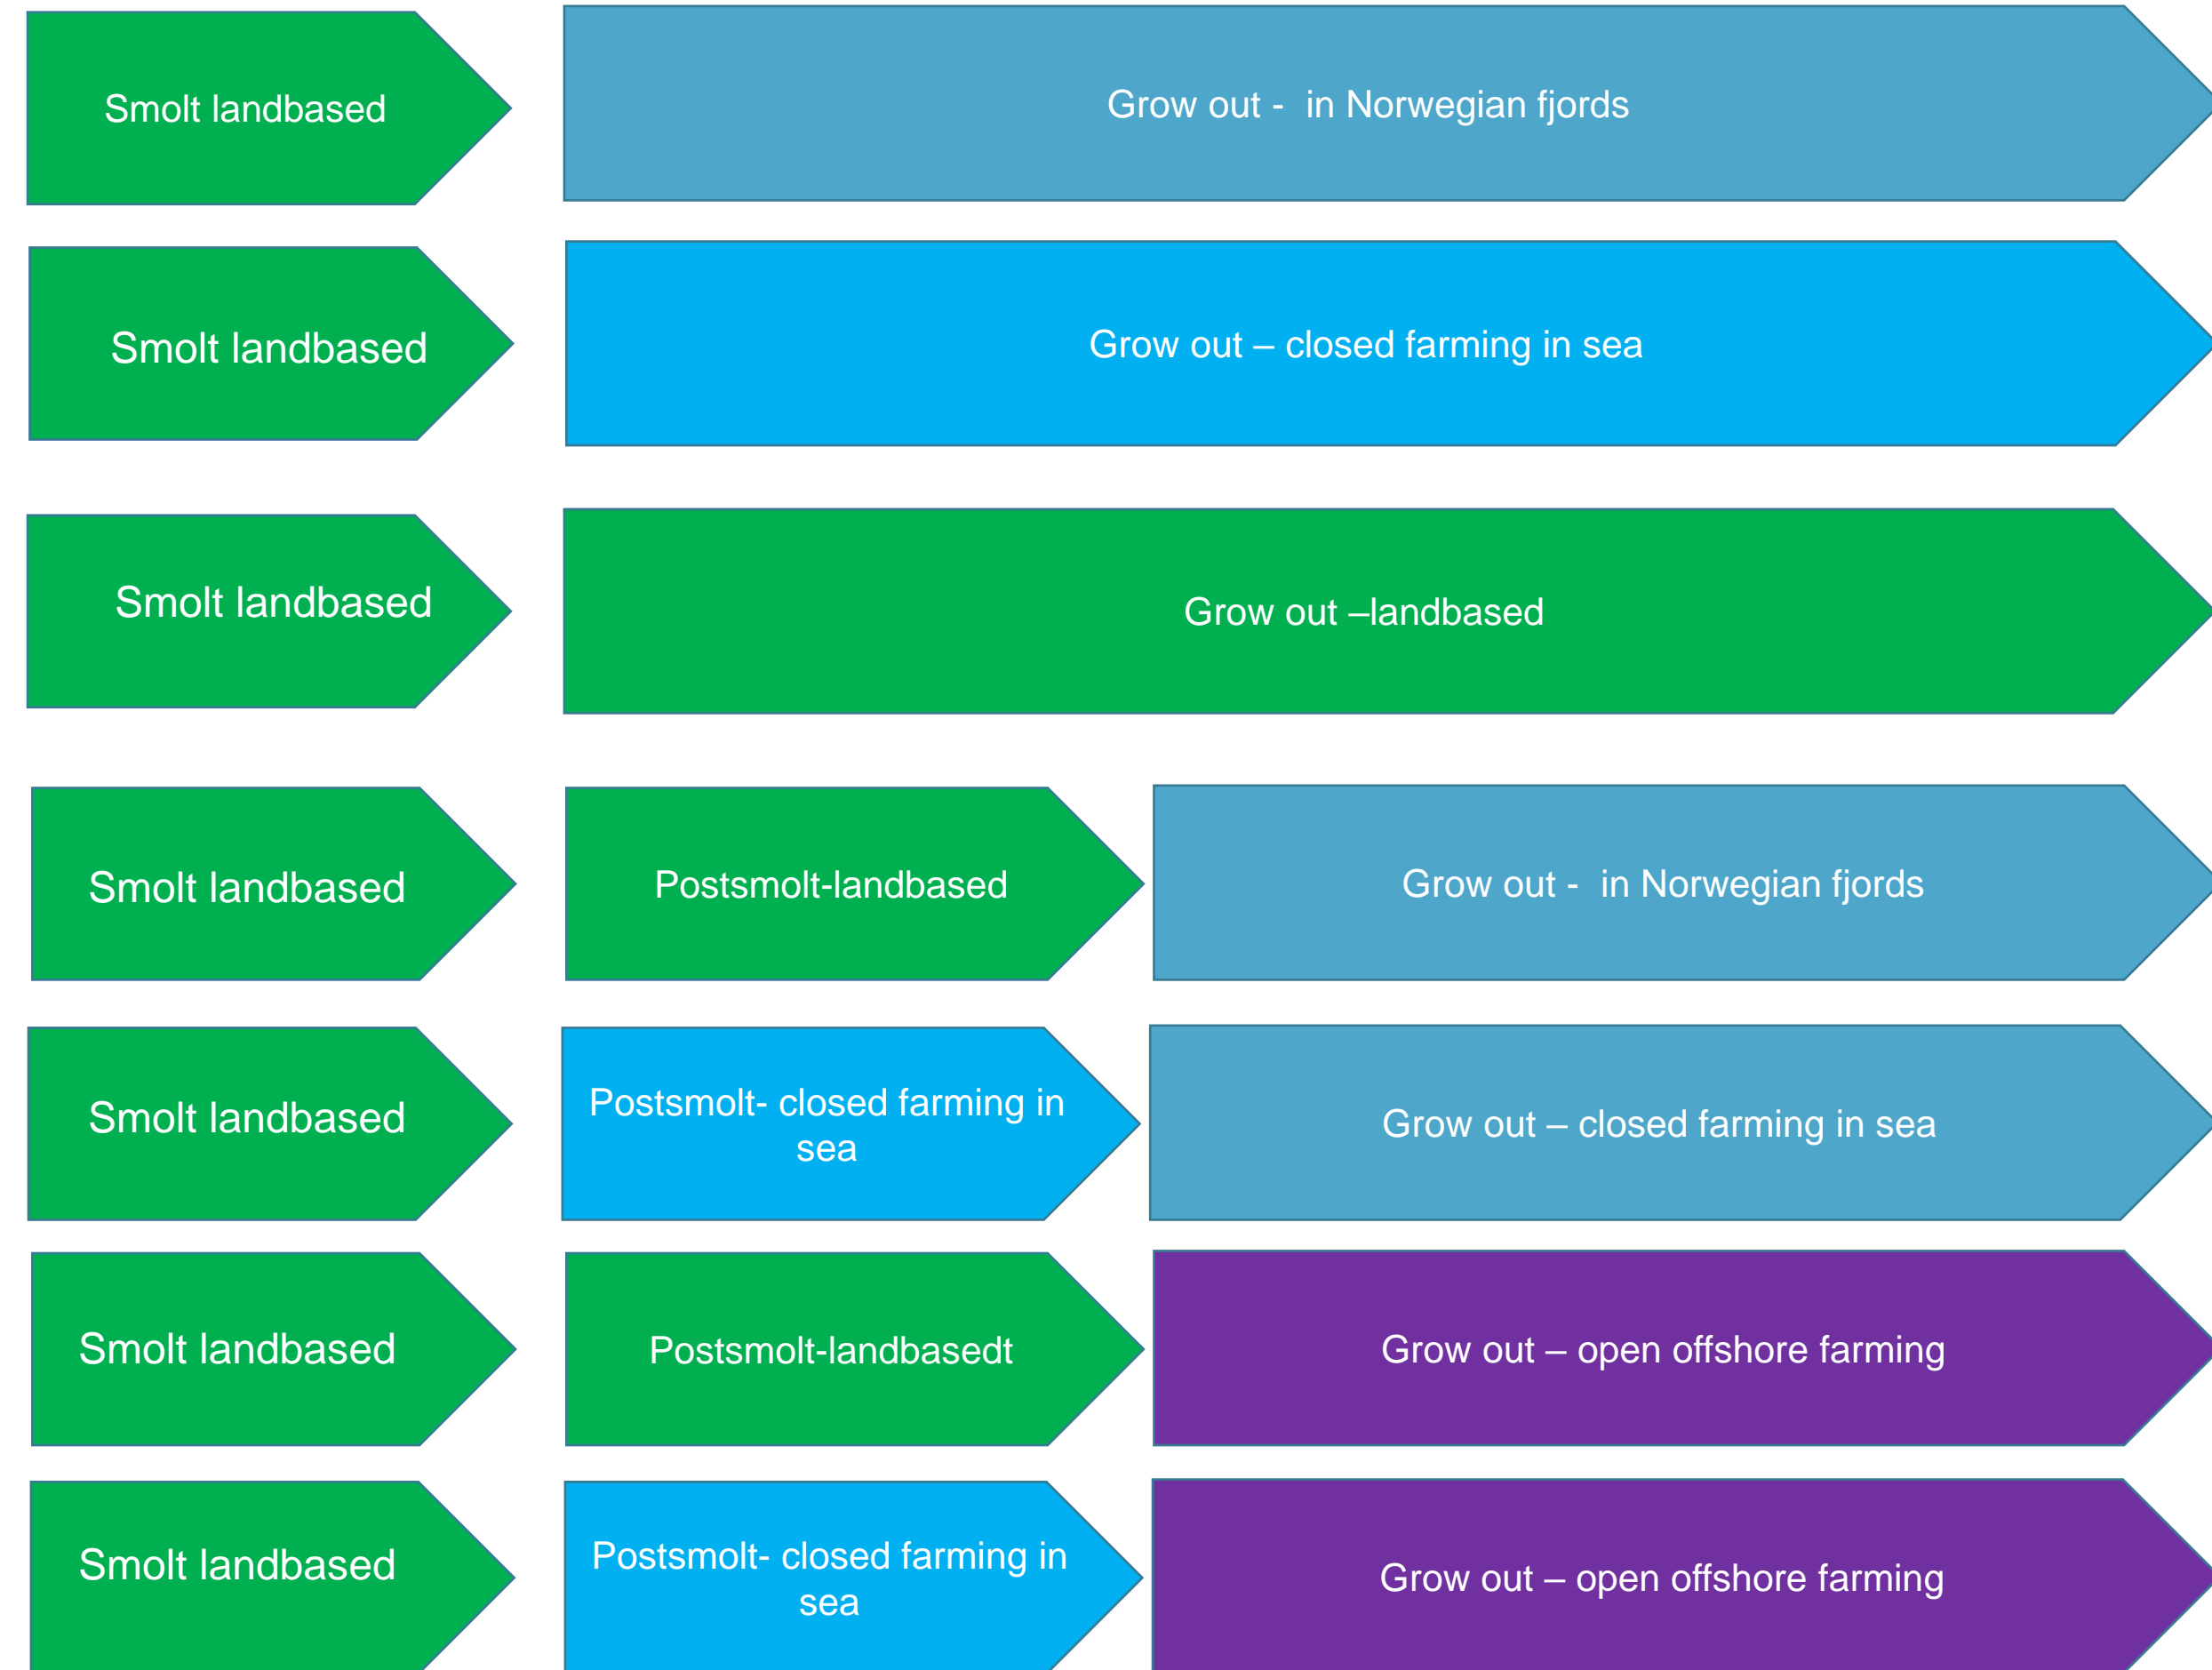 Smolt landbased
Grow out -  in Norwegian fjords
Smolt landbased
Grow out – closed farming in sea
Smolt landbased
Grow out –landbased
Smolt landbased
Postsmolt-landbased
Grow out -  in Norwegian fjords
Smolt landbased
Postsmolt- closed farming in
sea
Grow out – closed farming in sea
Smolt landbased
Postsmolt-landbasedt
Grow out – open offshore farming
Smolt landbased
Postsmolt- closed farming in
sea
Grow out – open offshore farming